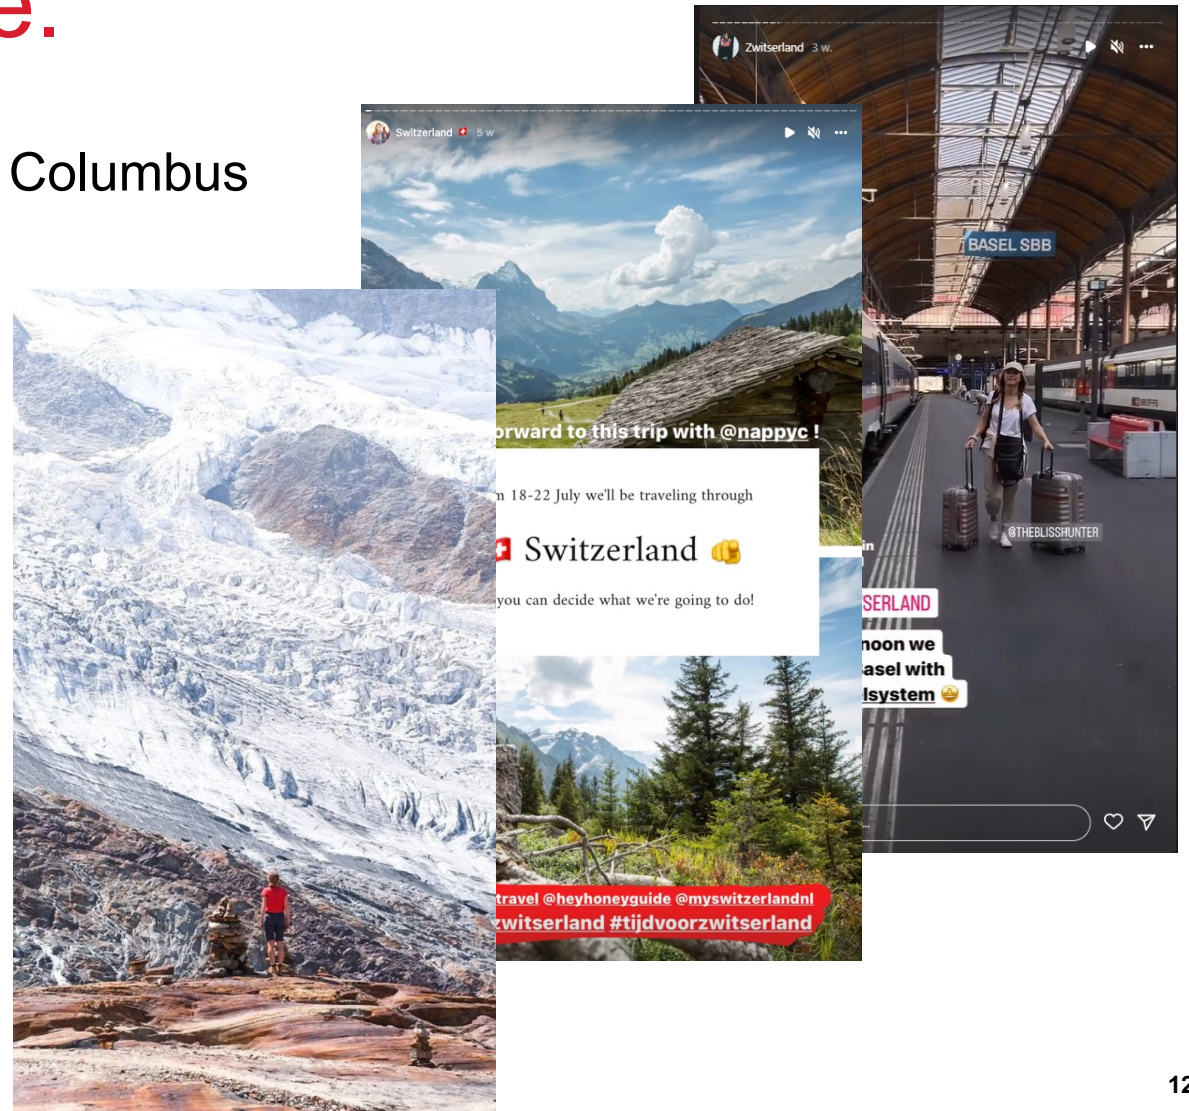 e.
Columbus
Zwitserland 3 w.
BASEL SBB
@THEBLISSHUNTER
in
SERLAND
noon we
asel with
lsystem 🤩
Switzerland 🇨🇭 5 w
orward to this trip with @nappyc !
m 18-22 July we'll be traveling through
🇨🇭 Switzerland 🫵
you can decide what we're going to do!
travel @heyhoneyguide @myswitzerlandnl
zwitserland #tijdvoorzwitserland
12